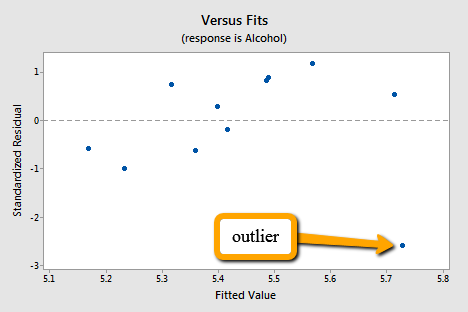 Versus Fits
(response is Alcohol)
Standardized Residual
1
0
-1
-2
-3
outlier
5.1 5.2 5.3 5.4 5.5 5.6 5.7 5.8
Fitted Value